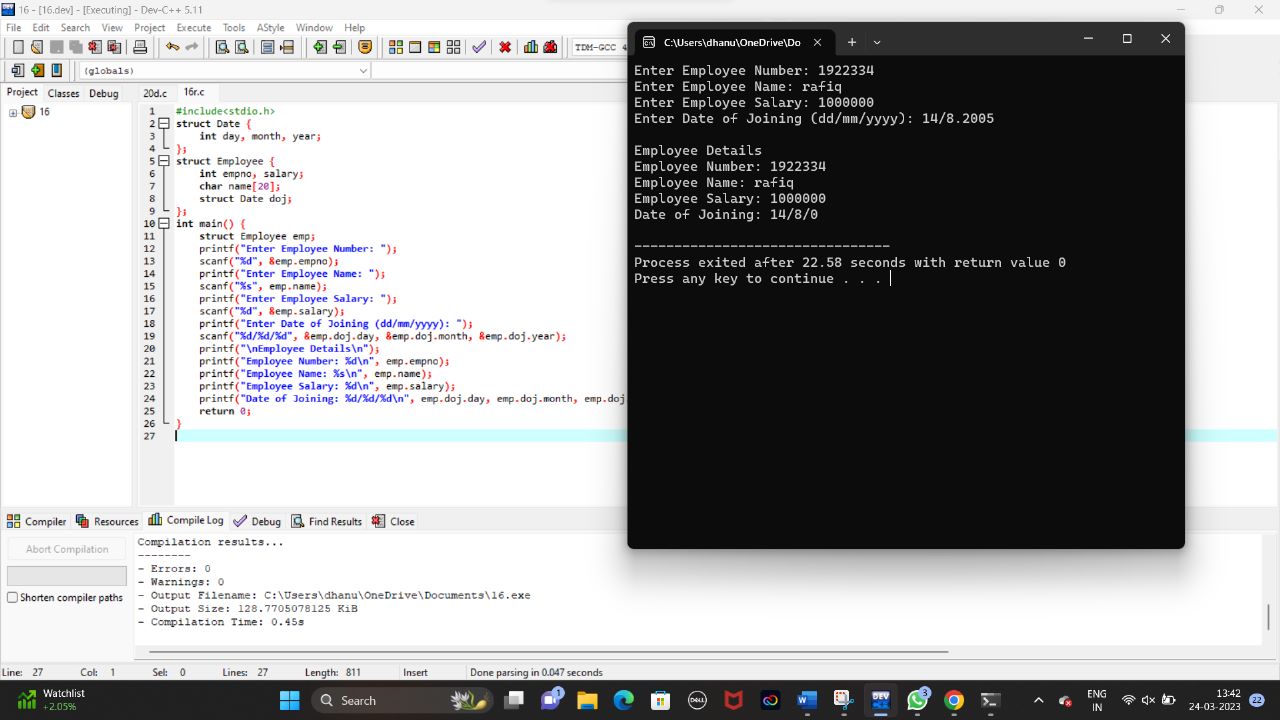 16 - [16.dev] - [Executing] - Dev-C++ 5.11
File Edit Search View Project Execute Tools AStyle Window Help
TDM-GCC 4
(globals)
Project Classes Debug
20d.c 16r.c
16
1 #include<stdio.h>
2 struct Date {
3 int day, month, year;
4 };
5 struct Employee {
6 int empno, salary;
7 char name[20];
8 struct Date doj;
9 };
10 int main() {
11 struct Employee emp;
12 printf("Enter Employee Number: ");
13 scanf("%d", &emp.empno);
14 printf("Enter Employee Name: ");
15 scanf("%s", emp.name);
16 printf("Enter Employee Salary: ");
17 scanf("%d", &emp.salary);
18 printf("Enter Date of Joining (dd/mm/yyyy): ");
19 scanf("%d/%d/%d", &emp.doj.day, &emp.doj.month, &emp.doj.year);
20 printf("\nEmployee Details\n");
21 printf("Employee Number: %d\n", emp.empno);
22 printf("Employee Name: %s\n", emp.name);
23 printf("Employee Salary: %d\n", emp.salary);
24 printf("Date of Joining: %d/%d/%d\n", emp.doj.day, emp.doj.month, emp.doj
25 return 0;
26 }
27
C:\Users\dhanu\OneDrive\Do
Enter Employee Number: 1922334
Enter Employee Name: rafiq
Enter Employee Salary: 1000000
Enter Date of Joining (dd/mm/yyyy): 14/8.2005
Employee Details
Employee Number: 1922334
Employee Name: rafiq
Employee Salary: 1000000
Date of Joining: 14/8/0
--------------------------------
Process exited after 22.58 seconds with return value 0
Press any key to continue . . .
Compiler Resources Compile Log Debug Find Results Close
Abort Compilation
Shorten compiler paths
Compilation results...
--------
- Errors: 0
- Warnings: 0
- Output Filename: C:\Users\dhanu\OneDrive\Documents\16.exe
- Output Size: 128.7705078125 KiB
- Compilation Time: 0.45s
Line: 27 Col: 1 Sel: 0 Lines: 27 Length: 811 Insert Done parsing in 0.047 seconds
Watchlist
+2.05%
Search
1
DELL
DEV
3
ENG
IN
13:42
24-03-2023
22